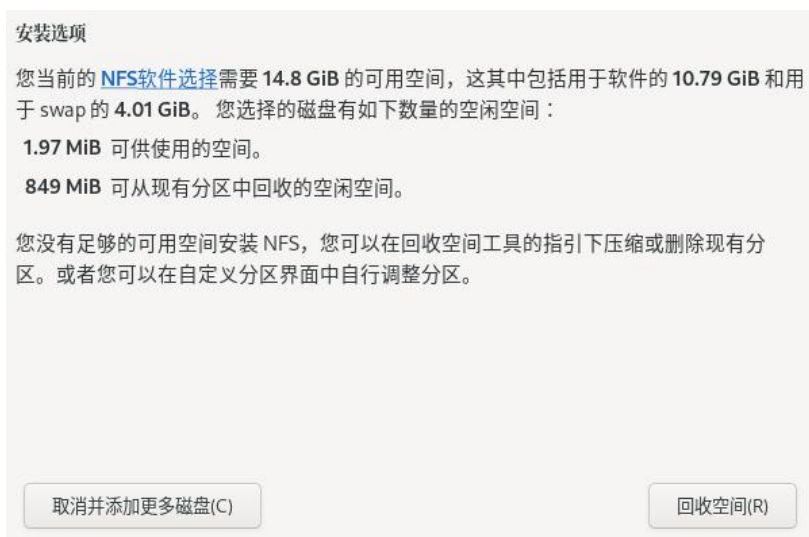 安装选项
您当前的 NFS软件选择需要 14.8 GiB 的可用空间，这其中包括用于软件的 10.79 GiB 和用
于 swap 的 4.01 GiB。 您选择的磁盘有如下数量的空闲空间：
1.97 MiB 可供使用的空间。
849 MiB 可从现有分区中回收的空闲空间。
您没有足够的可用空间安装 NFS，您可以在回收空间工具的指引下压缩或删除现有分
区。或者您可以在自定义分区界面中自行调整分区。
取消并添加更多磁盘(C) 回收空间(R)